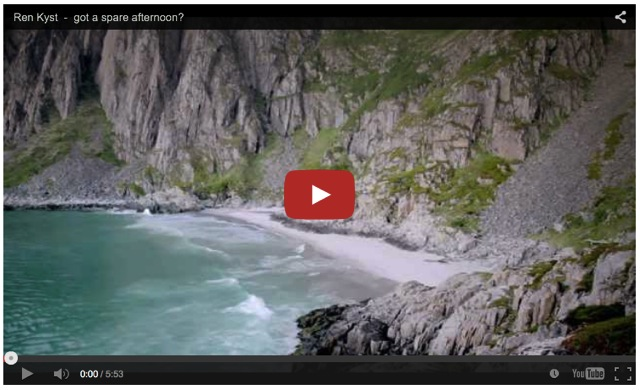 Ren Kyst - got a spare afternoon?
0:00 / 5:53
YouTube